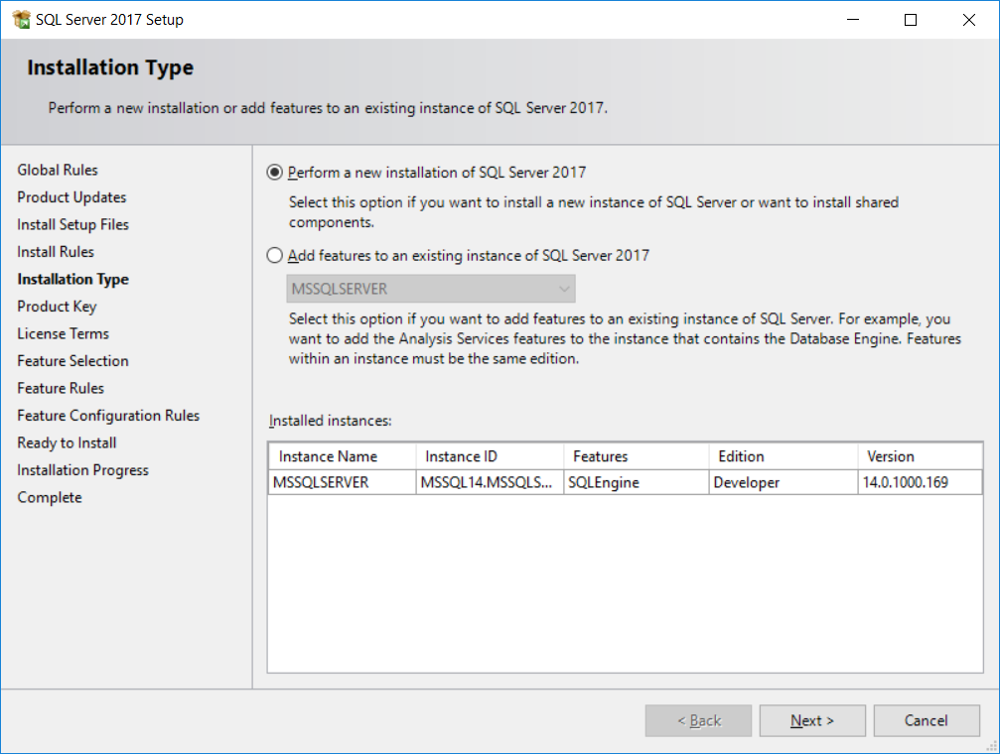 SQL Server 2017 Setup
Installation Type
Perform a new installation or add features to an existing instance of SQL Server 2017.
Global Rules
Product Updates
Install Setup Files
Install Rules
Installation Type
Product Key
License Terms
Feature Selection
Feature Rules
Feature Configuration Rules
Ready to Install
Installation Progress
Complete
Perform a new installation of SQL Server 2017
Select this option if you want to install a new instance of SQL Server or want to install shared
components.
Add features to an existing instance of SQL Server 2017
MSSQLSERVER
Select this option if you want to add features to an existing instance of SQL Server. For example, you
want to add the Analysis Services features to the instance that contains the Database Engine. Features
within an instance must be the same edition.
Installed instances:
Instance Name Instance ID Features Edition Version
MSSQLSERVER MSSQL14.MSSQLS... SQLEngine Developer 14.0.1000.169
< Back Next > Cancel